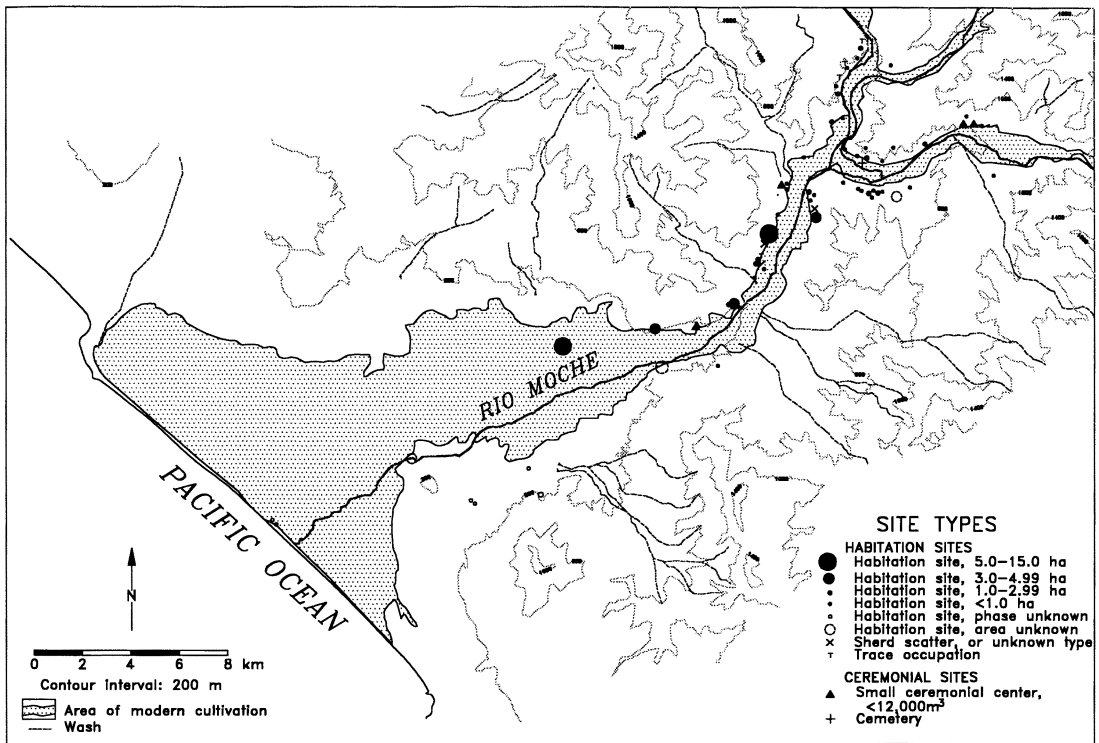 RIO MOCHE
PACIFIC OCEAN
N
0 2 4 6 8 km
Contour interval: 200 m
Area of modern cultivation
Wash
SITE TYPES
HABITATION SITES
Habitation site, 5.0–15.0 ha
Habitation site, 3.0–4.99 ha
Habitation site, 1.0–2.99 ha
Habitation site, <1.0 ha
Habitation site, phase unknown
Habitation site, area unknown
Sherd scatter, or unknown type
Trace occupation
CEREMONIAL SITES
Small ceremonial center,
<12,000m³
Cemetery